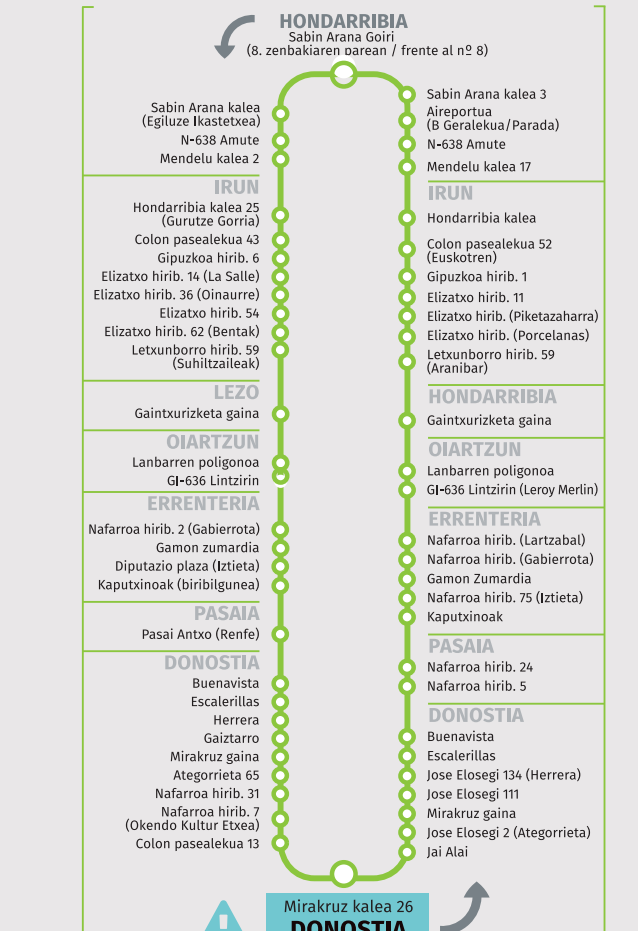 HONDARRIBIA
Sabin Arana Goiri
(8. zenbakiaren parean / frente al nº 8)
Sabin Arana kalea
(Egiluze Ikastetxea)
N-638 Amute
Mendelu kalea 2
IRUN
Hondarribia kalea 25
(Gurutze Gorria)
Colon pasealekua 43
Gipuzkoa hirib. 6
Elizatxo hirib. 14 (La Salle)
Elizatxo hirib. 36 (Oinaurre)
Elizatxo hirib. 54
Elizatxo hirib. 62 (Bentak)
Letxunborro hirib. 59
(Suhiltzaileak)
LEZO
Gaintxurizketa gaina
OIARTZUN
Lanbarren poligonoa
GI-636 Lintzirin
ERRENTERIA
Nafarroa hirib. 2 (Gabierrota)
Gamon zumardia
Diputazio plaza (Iztieta)
Kaputxinoak (biribilgunea)
PASAIA
Pasai Antxo (Renfe)
DONOSTIA
Buenavista
Escalerillas
Herrera
Gaiztarro
Mirakruz gaina
Ategorrieta 65
Nafarroa hirib. 31
Nafarroa hirib. 7
(Okendo Kultur Etxea)
Colon pasealekua 13
Sabin Arana kalea 3
Aireportua
(B Geralekua/Parada)
N-638 Amute
Mendelu kalea 17
IRUN
Hondarribia kalea
Colon pasealekua 52
(Euskotren)
Gipuzkoa hirib. 1
Elizatxo hirib. 11
Elizatxo hirib. (Piketazaharra)
Elizatxo hirib. (Porcelanas)
Letxunborro hirib. 59
(Aranibar)
HONDARRIBIA
Gaintxurizketa gaina
OIARTZUN
Lanbarren poligonoa
GI-636 Lintzirin (Leroy Merlin)
ERRENTERIA
Nafarroa hirib. (Lartzabal)
Nafarroa hirib. (Gabierrota)
Gamon Zumardia
Nafarroa hirib. 75 (Iztieta)
Kaputxinoak
PASAIA
Nafarroa hirib. 24
Nafarroa hirib. 5
DONOSTIA
Buenavista
Escalerillas
Jose Elosegi 134 (Herrera)
Jose Elosegi 111
Mirakruz gaina
Jose Elosegi 2 (Ategorrieta)
Jai Alai
Mirakruz kalea 26
DONOSTIA